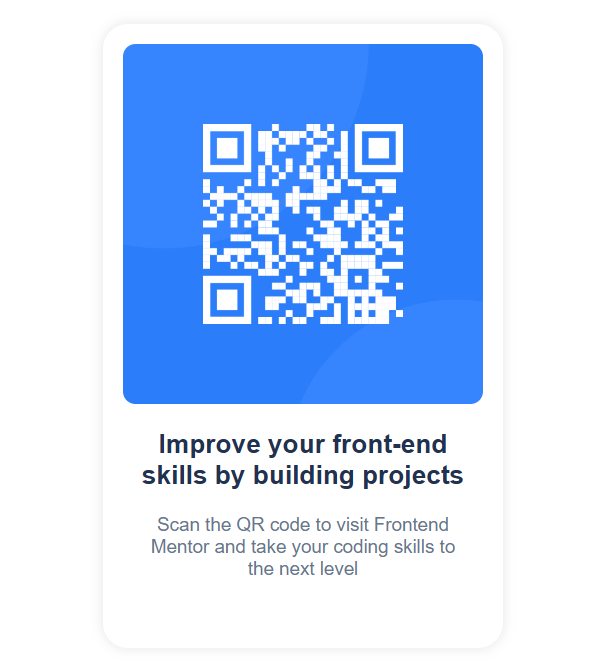 Improve your front-end
skills by building projects
Scan the QR code to visit Frontend
Mentor and take your coding skills to
the next level